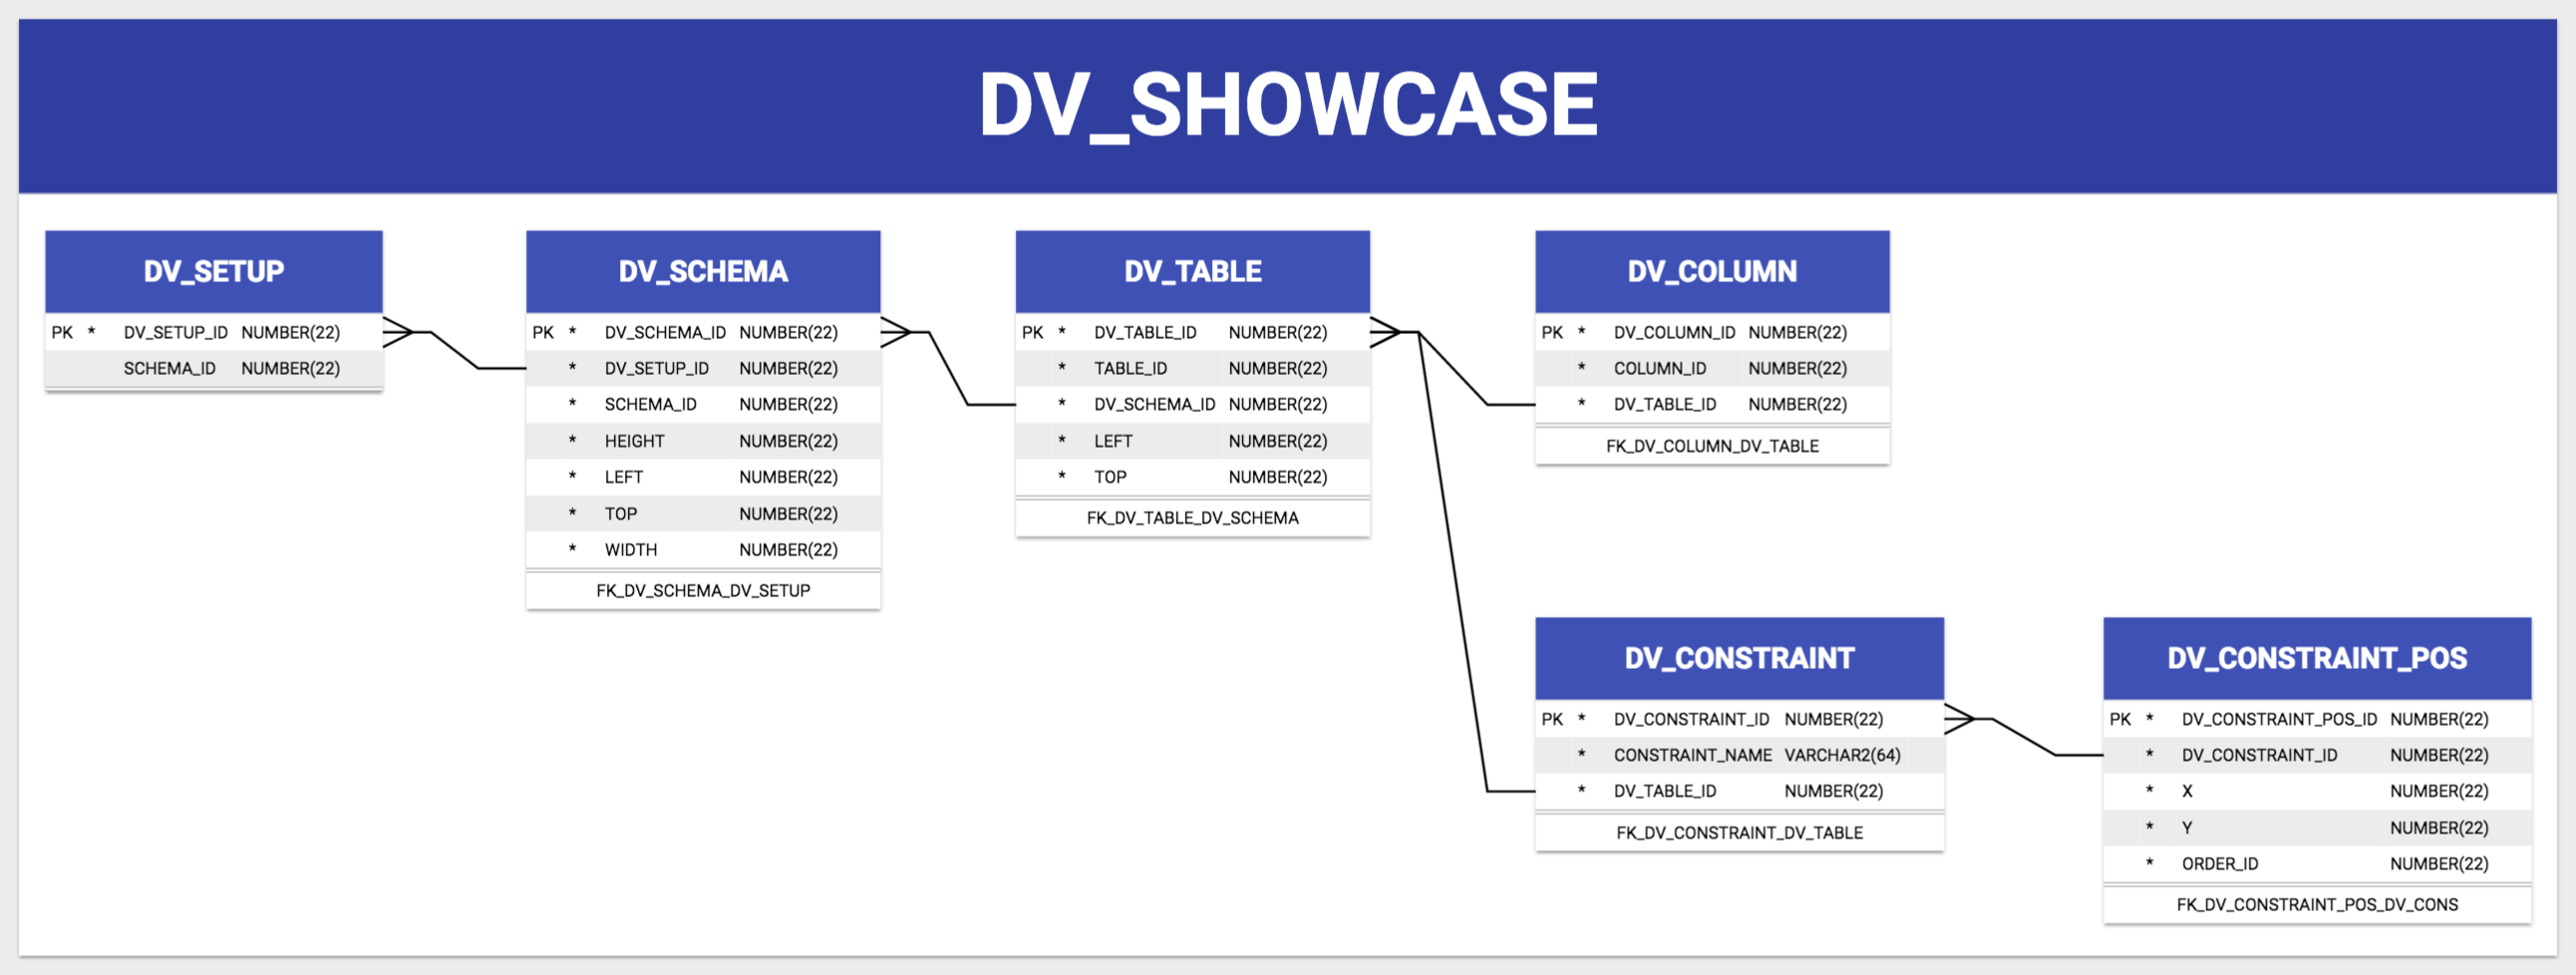 DV_SHOWCASE
DV_SETUP
PK * DV_SETUP_ID NUMBER(22)
SCHEMA_ID NUMBER(22)
DV_SCHEMA
PK * DV_SCHEMA_ID NUMBER(22)
* DV_SETUP_ID NUMBER(22)
* SCHEMA_ID NUMBER(22)
* HEIGHT NUMBER(22)
* LEFT NUMBER(22)
* TOP NUMBER(22)
* WIDTH NUMBER(22)
FK_DV_SCHEMA_DV_SETUP
DV_TABLE
PK * DV_TABLE_ID NUMBER(22)
* TABLE_ID NUMBER(22)
* DV_SCHEMA_ID NUMBER(22)
* LEFT NUMBER(22)
* TOP NUMBER(22)
FK_DV_TABLE_DV_SCHEMA
DV_COLUMN
PK * DV_COLUMN_ID NUMBER(22)
* COLUMN_ID NUMBER(22)
* DV_TABLE_ID NUMBER(22)
FK_DV_COLUMN_DV_TABLE
DV_CONSTRAINT
PK * DV_CONSTRAINT_ID NUMBER(22)
* CONSTRAINT_NAME VARCHAR2(64)
* DV_TABLE_ID NUMBER(22)
FK_DV_CONSTRAINT_DV_TABLE
DV_CONSTRAINT_POS
PK * DV_CONSTRAINT_POS_ID NUMBER(22)
* DV_CONSTRAINT_ID NUMBER(22)
* X NUMBER(22)
* Y NUMBER(22)
* ORDER_ID NUMBER(22)
FK_DV_CONSTRAINT_POS_DV_CONS